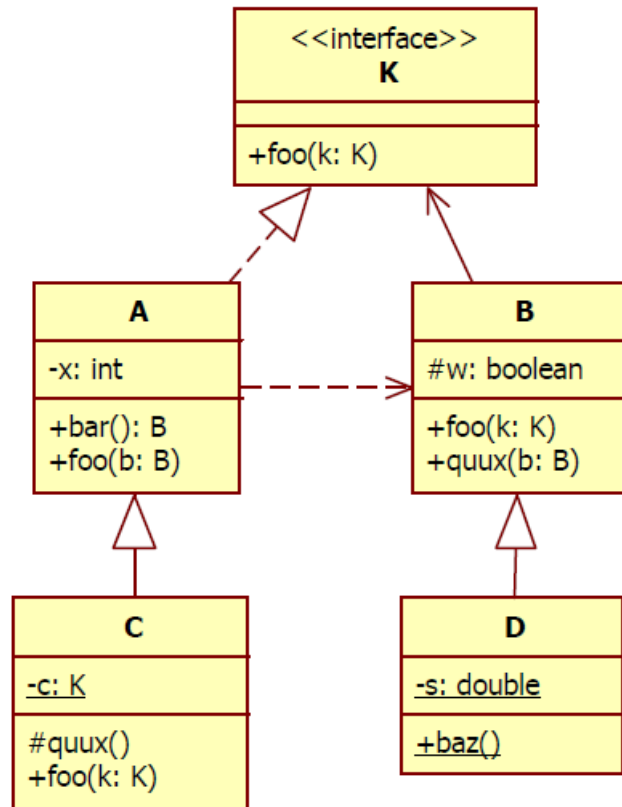 <<interface>>
K
+foo(k: K)
A
-x: int
+bar(): B
+foo(b: B)
B
#w: boolean
+foo(k: K)
+quux(b: B)
C
-c: K
#quux()
+foo(k: K)
D
-s: double
+baz()